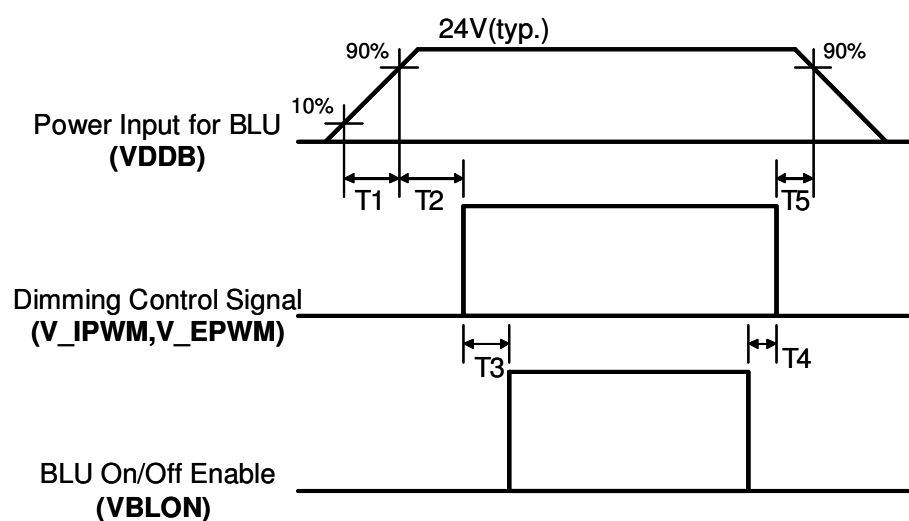 24V(typ.)
90%
90%
10%
Power Input for BLU
(VDDB)
T1
T2
T5
Dimming Control Signal
(V_IPWM,V_EPWM)
T3
T4
BLU On/Off Enable
(VBLON)